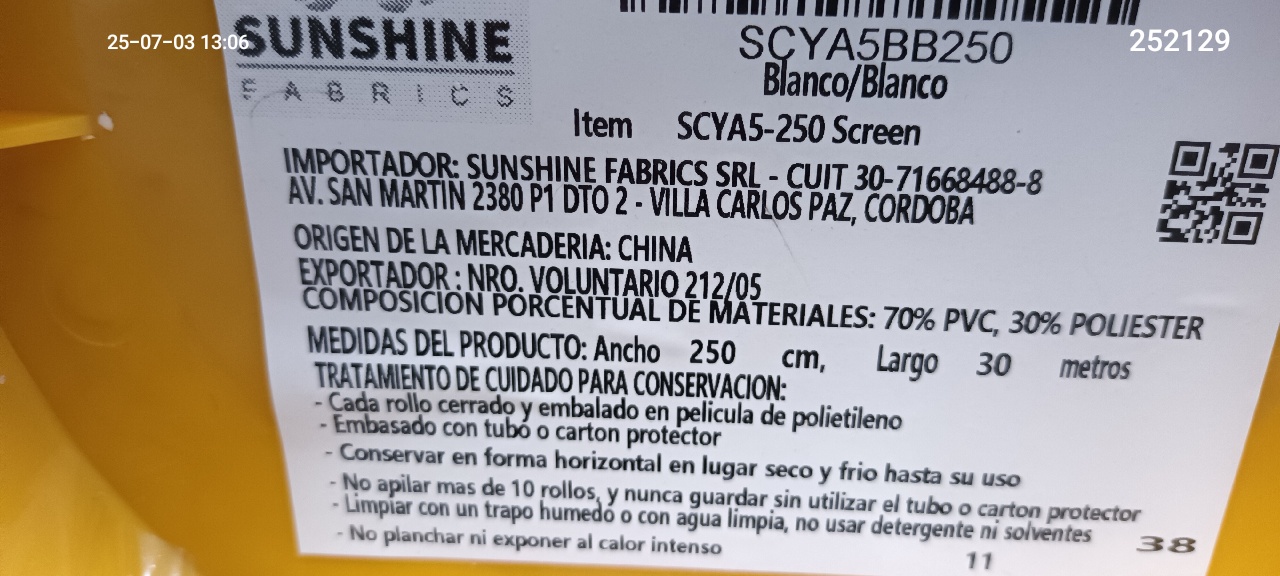 25-07-03 13:06
252129
SUNSHINE
FABRICS
SCYA5BB250
Blanco/Blanco
Item SCYA5-250 Screen
IMPORTADOR: SUNSHINE FABRICS SRL - CUIT 30-71668488-8
AV. SAN MARTIN 2380 P1 DTO 2 - VILLA CARLOS PAZ, CORDOBA
ORIGEN DE LA MERCADERIA: CHINA
EXPORTADOR : NRO. VOLUNTARIO 212/05
COMPOSICION PORCENTUAL DE MATERIALES: 70% PVC, 30% POLIESTER
MEDIDAS DEL PRODUCTO: Ancho 250 cm, Largo 30 metros
TRATAMIENTO DE CUIDADO PARA CONSERVACION:
- Cada rollo cerrado y embalado en pelicula de polietileno
- Embasado con tubo o carton protector
- Conservar en forma horizontal en lugar seco y frio hasta su uso
- No apilar mas de 10 rollos, y nunca guardar sin utilizar el tubo o carton protector
- Limpiar con un trapo humedo o con agua limpia, no usar detergente ni solventes
- No planchar ni exponer al calor intenso
11
38